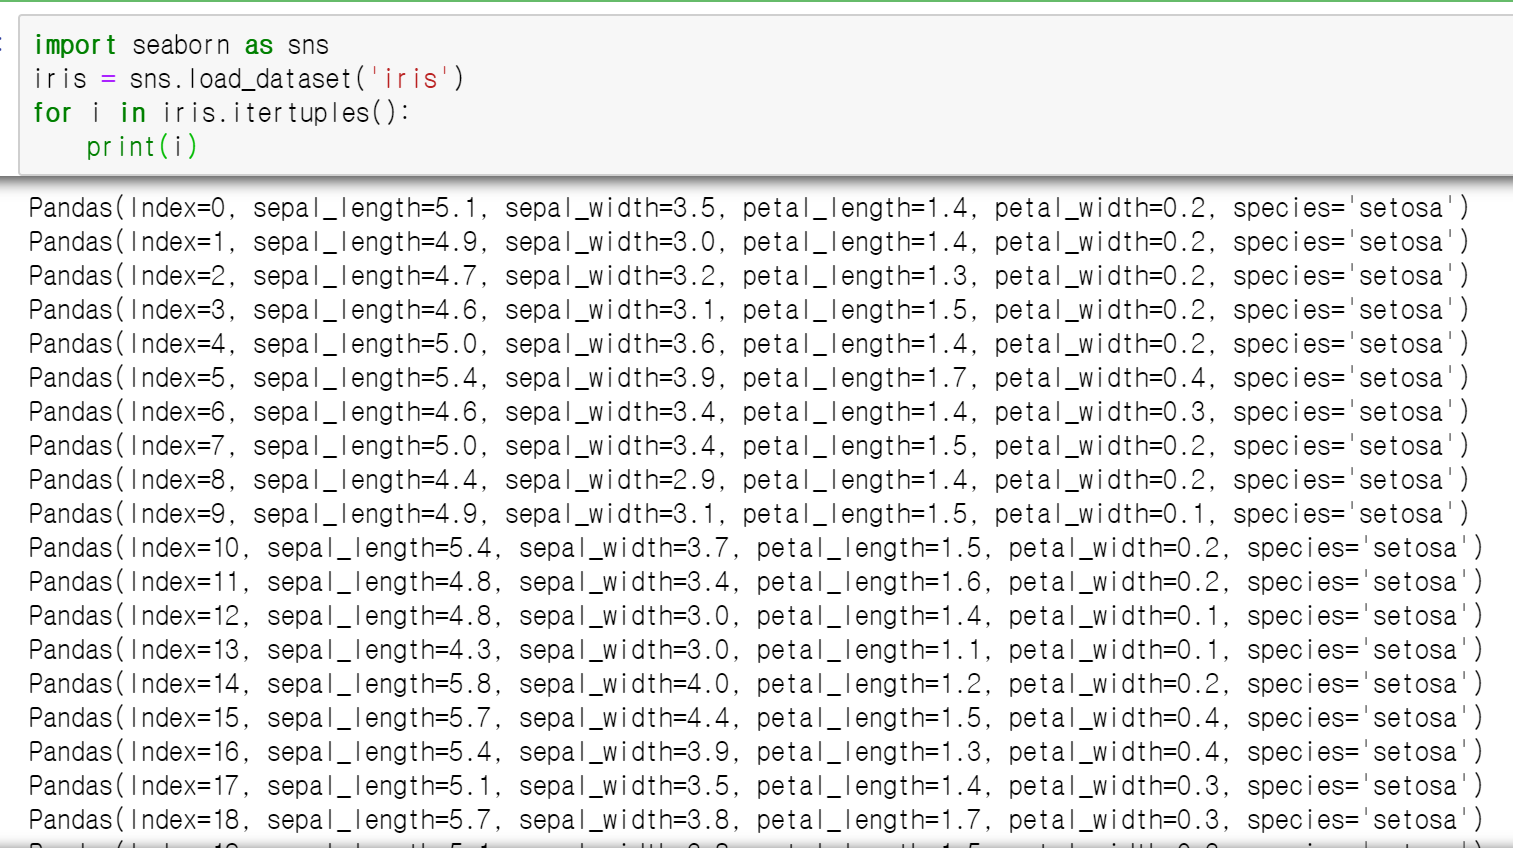 import seaborn as sns
iris = sns.load_dataset('iris')
for i in iris.itertuples():
    print(i)
Pandas(Index=0, sepal_length=5.1, sepal_width=3.5, petal_length=1.4, petal_width=0.2, species='setosa')
Pandas(Index=1, sepal_length=4.9, sepal_width=3.0, petal_length=1.4, petal_width=0.2, species='setosa')
Pandas(Index=2, sepal_length=4.7, sepal_width=3.2, petal_length=1.3, petal_width=0.2, species='setosa')
Pandas(Index=3, sepal_length=4.6, sepal_width=3.1, petal_length=1.5, petal_width=0.2, species='setosa')
Pandas(Index=4, sepal_length=5.0, sepal_width=3.6, petal_length=1.4, petal_width=0.2, species='setosa')
Pandas(Index=5, sepal_length=5.4, sepal_width=3.9, petal_length=1.7, petal_width=0.4, species='setosa')
Pandas(Index=6, sepal_length=4.6, sepal_width=3.4, petal_length=1.4, petal_width=0.3, species='setosa')
Pandas(Index=7, sepal_length=5.0, sepal_width=3.4, petal_length=1.5, petal_width=0.2, species='setosa')
Pandas(Index=8, sepal_length=4.4, sepal_width=2.9, petal_length=1.4, petal_width=0.2, species='setosa')
Pandas(Index=9, sepal_length=4.9, sepal_width=3.1, petal_length=1.5, petal_width=0.1, species='setosa')
Pandas(Index=10, sepal_length=5.4, sepal_width=3.7, petal_length=1.5, petal_width=0.2, species='setosa')
Pandas(Index=11, sepal_length=4.8, sepal_width=3.4, petal_length=1.6, petal_width=0.2, species='setosa')
Pandas(Index=12, sepal_length=4.8, sepal_width=3.0, petal_length=1.4, petal_width=0.1, species='setosa')
Pandas(Index=13, sepal_length=4.3, sepal_width=3.0, petal_length=1.1, petal_width=0.1, species='setosa')
Pandas(Index=14, sepal_length=5.8, sepal_width=4.0, petal_length=1.2, petal_width=0.2, species='setosa')
Pandas(Index=15, sepal_length=5.7, sepal_width=4.4, petal_length=1.5, petal_width=0.4, species='setosa')
Pandas(Index=16, sepal_length=5.4, sepal_width=3.9, petal_length=1.3, petal_width=0.4, species='setosa')
Pandas(Index=17, sepal_length=5.1, sepal_width=3.5, petal_length=1.4, petal_width=0.3, species='setosa')
Pandas(Index=18, sepal_length=5.7, sepal_width=3.8, petal_length=1.7, petal_width=0.3, species='setosa')